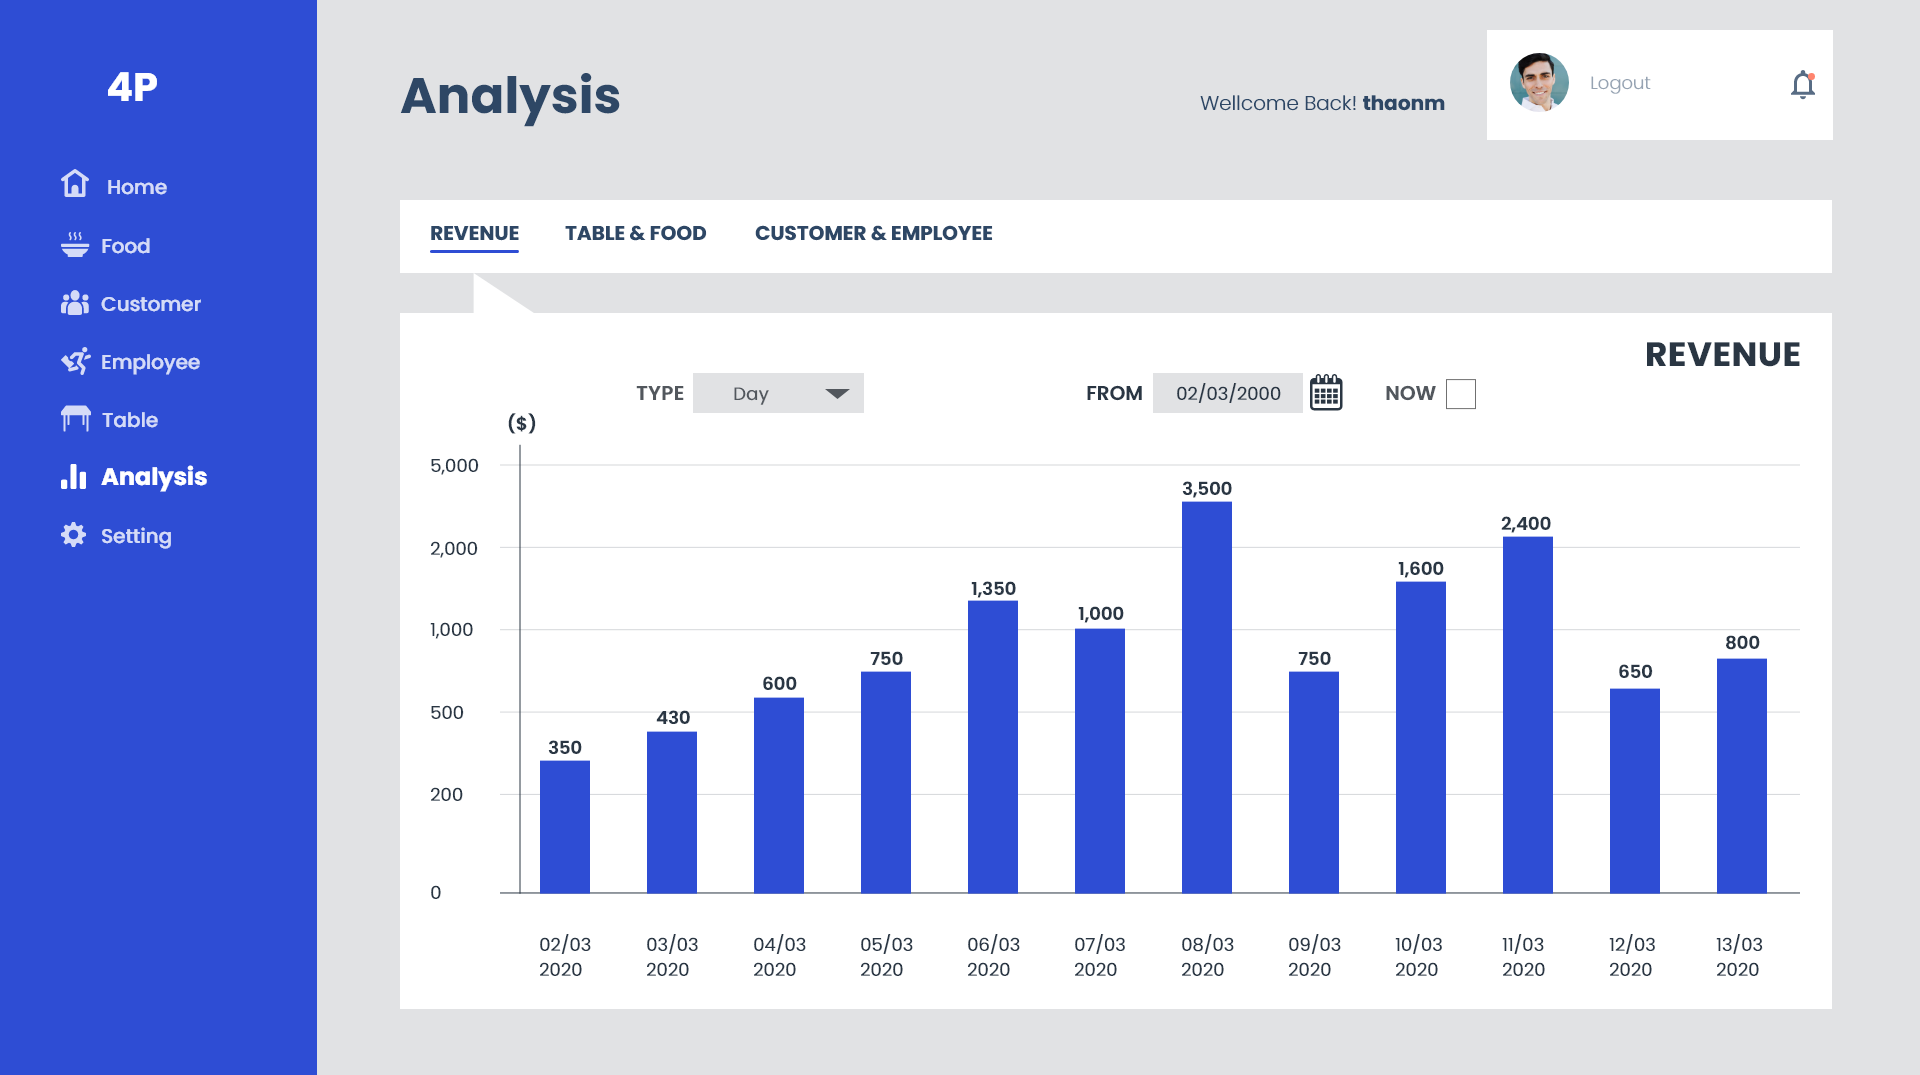 4P
Home
Food
Customer
Employee
Table
Analysis
Setting
Analysis
Wellcome Back! thaonm
Logout
REVENUE TABLE & FOOD CUSTOMER & EMPLOYEE
REVENUE
TYPE Day FROM 02/03/2000 NOW
($)
5,000
2,000
1,000
500
200
0
350
430
600
750
1,350
1,000
3,500
750
1,600
2,400
650
800
02/03 03/03 04/03 05/03 06/03 07/03 08/03 09/03 10/03 11/03 12/03 13/03
2020 2020 2020 2020 2020 2020 2020 2020 2020 2020 2020 2020